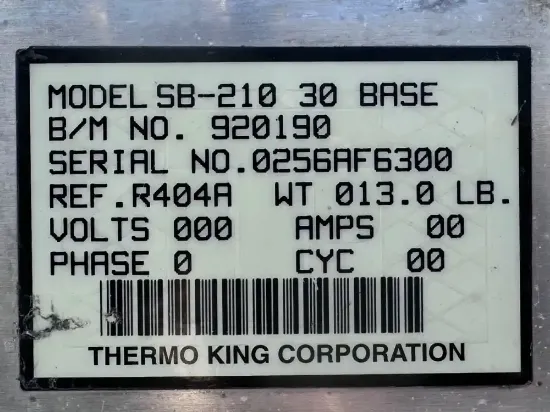 MODEL SB-210 30 BASE
B/M NO. 920190
SERIAL NO.0256AF6300
REF.R404A WT 013.0 LB.
VOLTS 000 AMPS 00
PHASE 0 CYC 00
THERMO KING CORPORATION